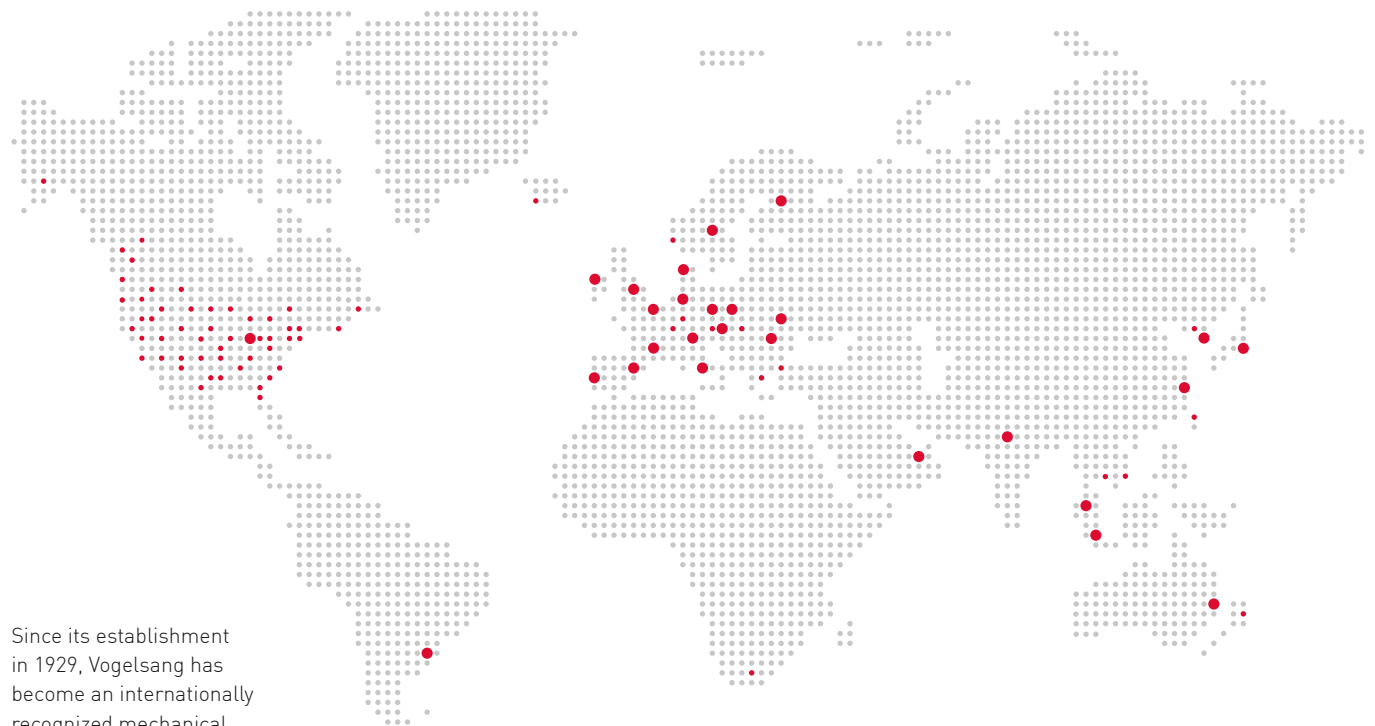 Since its establishment
in 1929, Vogelsang has
become an internationally
recognized mechanical